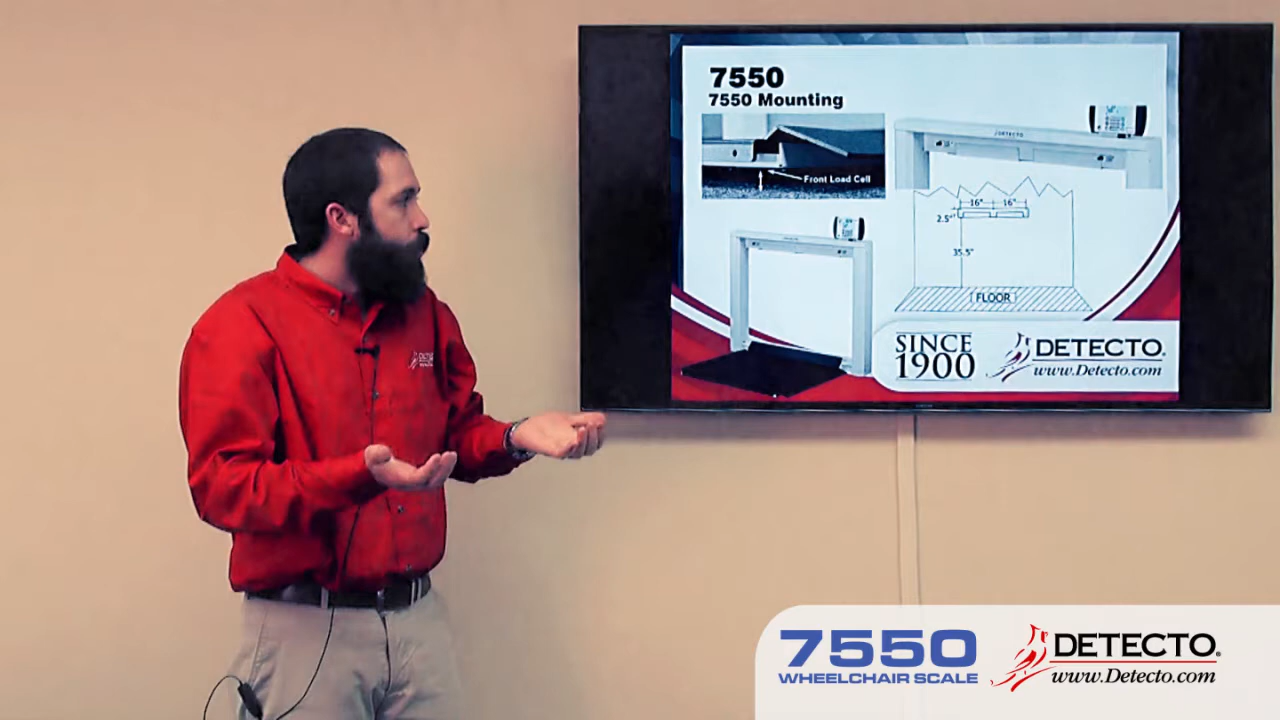 7550
7550 Mounting
Front Load Cell
DETECTO
16" 16"
2.5"
35.5"
FLOOR
SINCE
1900
DETECTO®
www.Detecto.com
7550
WHEELCHAIR SCALE
DETECTO®
www.Detecto.com